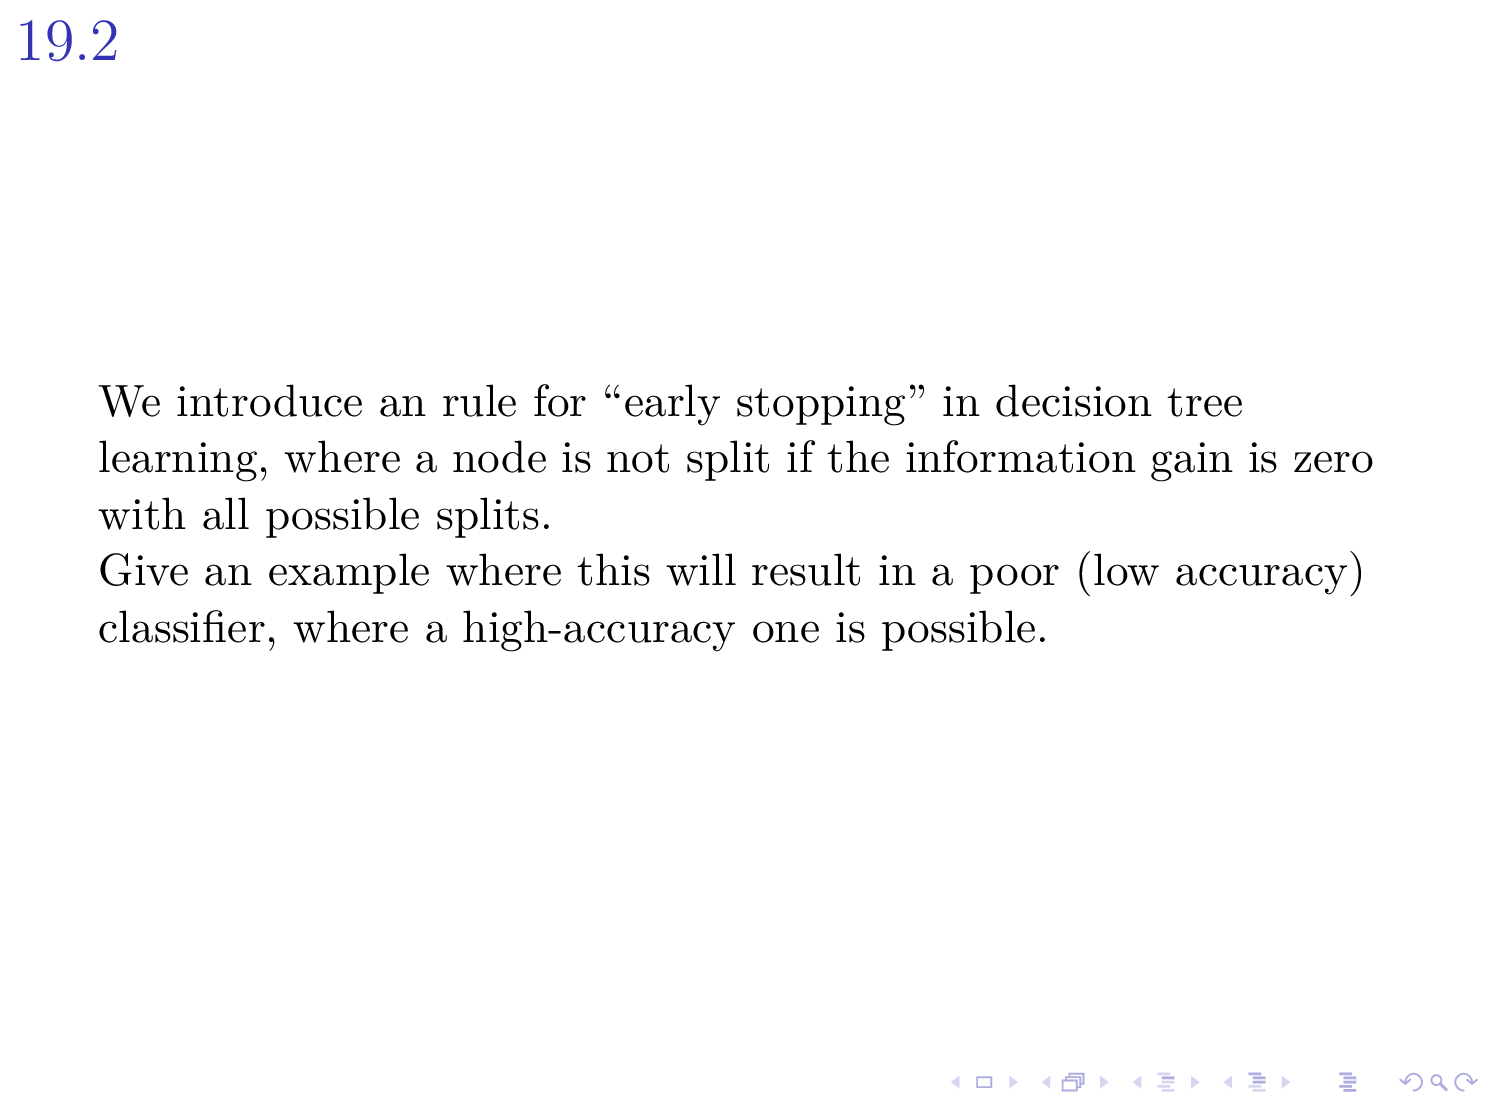 19.2
We introduce an rule for “early stopping” in decision tree
learning, where a node is not split if the information gain is zero
with all possible splits.
Give an example where this will result in a poor (low accuracy)
classifier, where a high-accuracy one is possible.